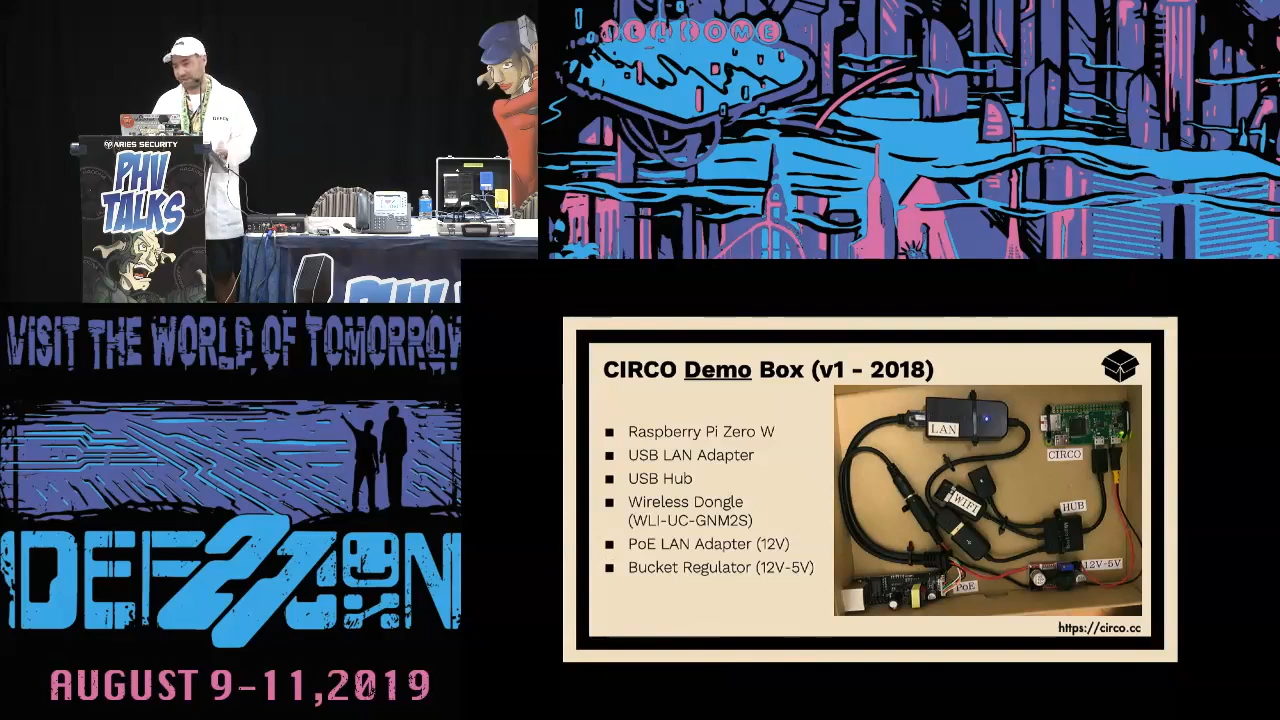 WELCOME
ARIES SECURITY
PHV
TALKS
VISIT THE WORLD OF TOMORROW
DEF CON
27
AUGUST 9-11,2019
CIRCO Demo Box (v1 - 2018)
■ Raspberry Pi Zero W
■ USB LAN Adapter
■ USB Hub
■ Wireless Dongle
(WLI-UC-GNM2S)
■ PoE LAN Adapter (12V)
■ Bucket Regulator (12V-5V)
LAN
CIRCO
WIFI
HUB
12V-5V
PoE
https://circo.cc